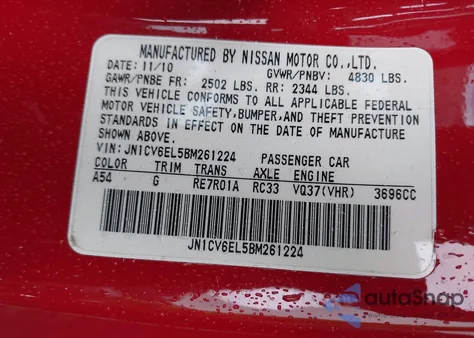 MANUFACTURED BY NISSAN MOTOR CO.,LTD.
DATE: 11/10 GVWR/PNBV: 4830 LBS.
GAWR/PNBE FR: 2502 LBS. RR: 2344 LBS.
THIS VEHICLE CONFORMS TO ALL APPLICABLE FEDERAL
MOTOR VEHICLE SAFETY,BUMPER,AND THEFT PREVENTION
STANDARDS IN EFFECT ON THE DATE OF MANUFACTURE
SHOWN ABOVE.
VIN: JN1CV6EL5BM261224 PASSENGER CAR
COLOR TRIM TRANS AXLE ENGINE
A54 G RE7R01A RC33 VQ37(VHR) 3696CC
JN1CV6EL5BM261224
autoSnap